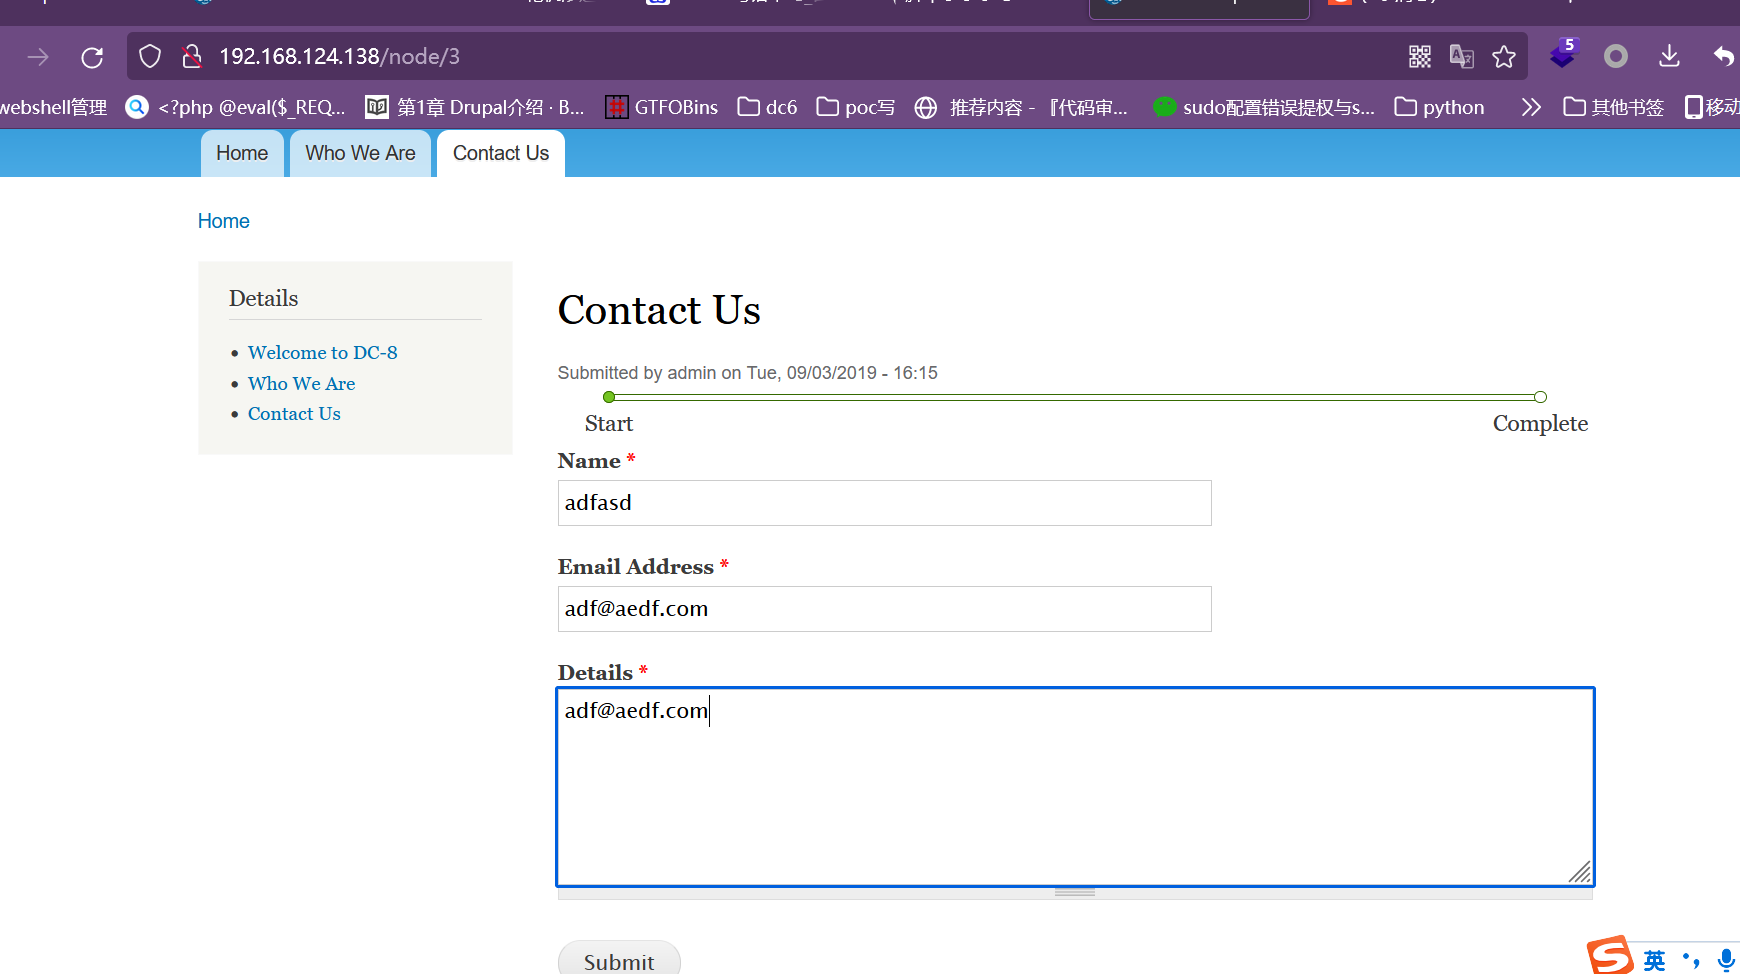 192.168.124.138/node/3
5
webshell管理
<?php @eval($_REQ...
第1章 Drupal介绍 · B...
GTFOBins
dc6
poc写
推荐内容 - 『代码审...
sudo配置错误提权与s...
python
其他书签
移动
Home
Who We Are
Contact Us
Home
Details
Welcome to DC-8
Who We Are
Contact Us
Contact Us
Submitted by admin on Tue, 09/03/2019 - 16:15
Start
Complete
Name *
adfasd
Email Address *
adf@aedf.com
Details *
adf@aedf.com
Submit
英